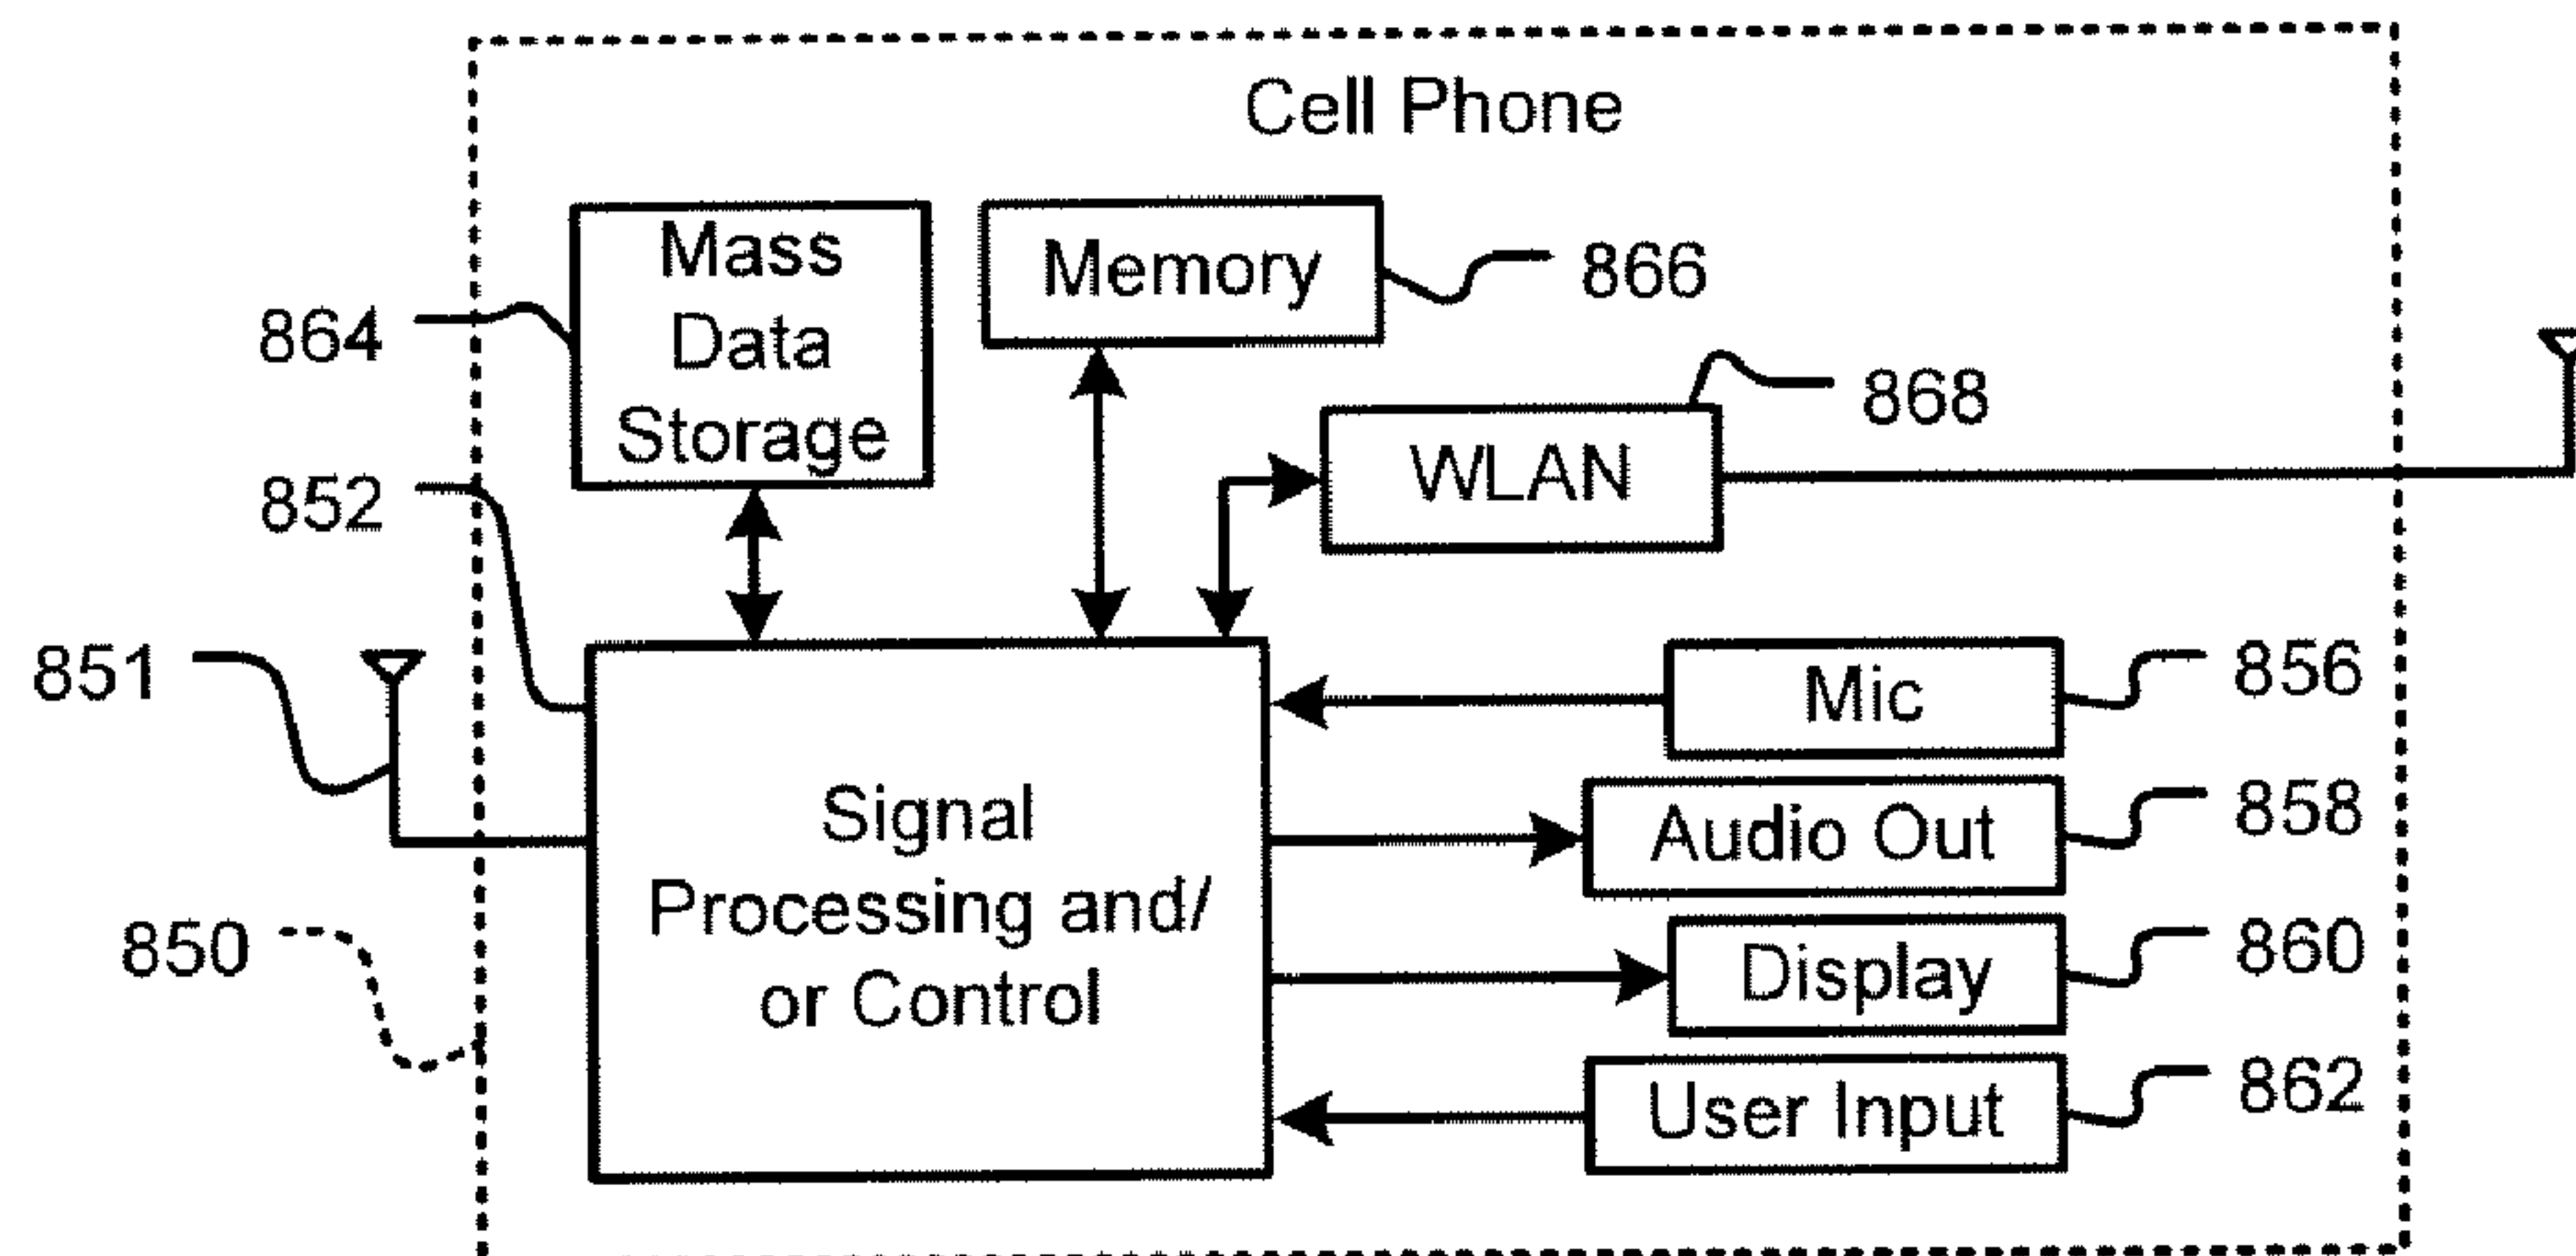 Cell Phone
Mass
Data
Storage
Memory
866
864
868
WLAN
852
851
Mic
856
Signal
Processing and/
or Control
Audio Out
858
850
Display
860
User Input
862